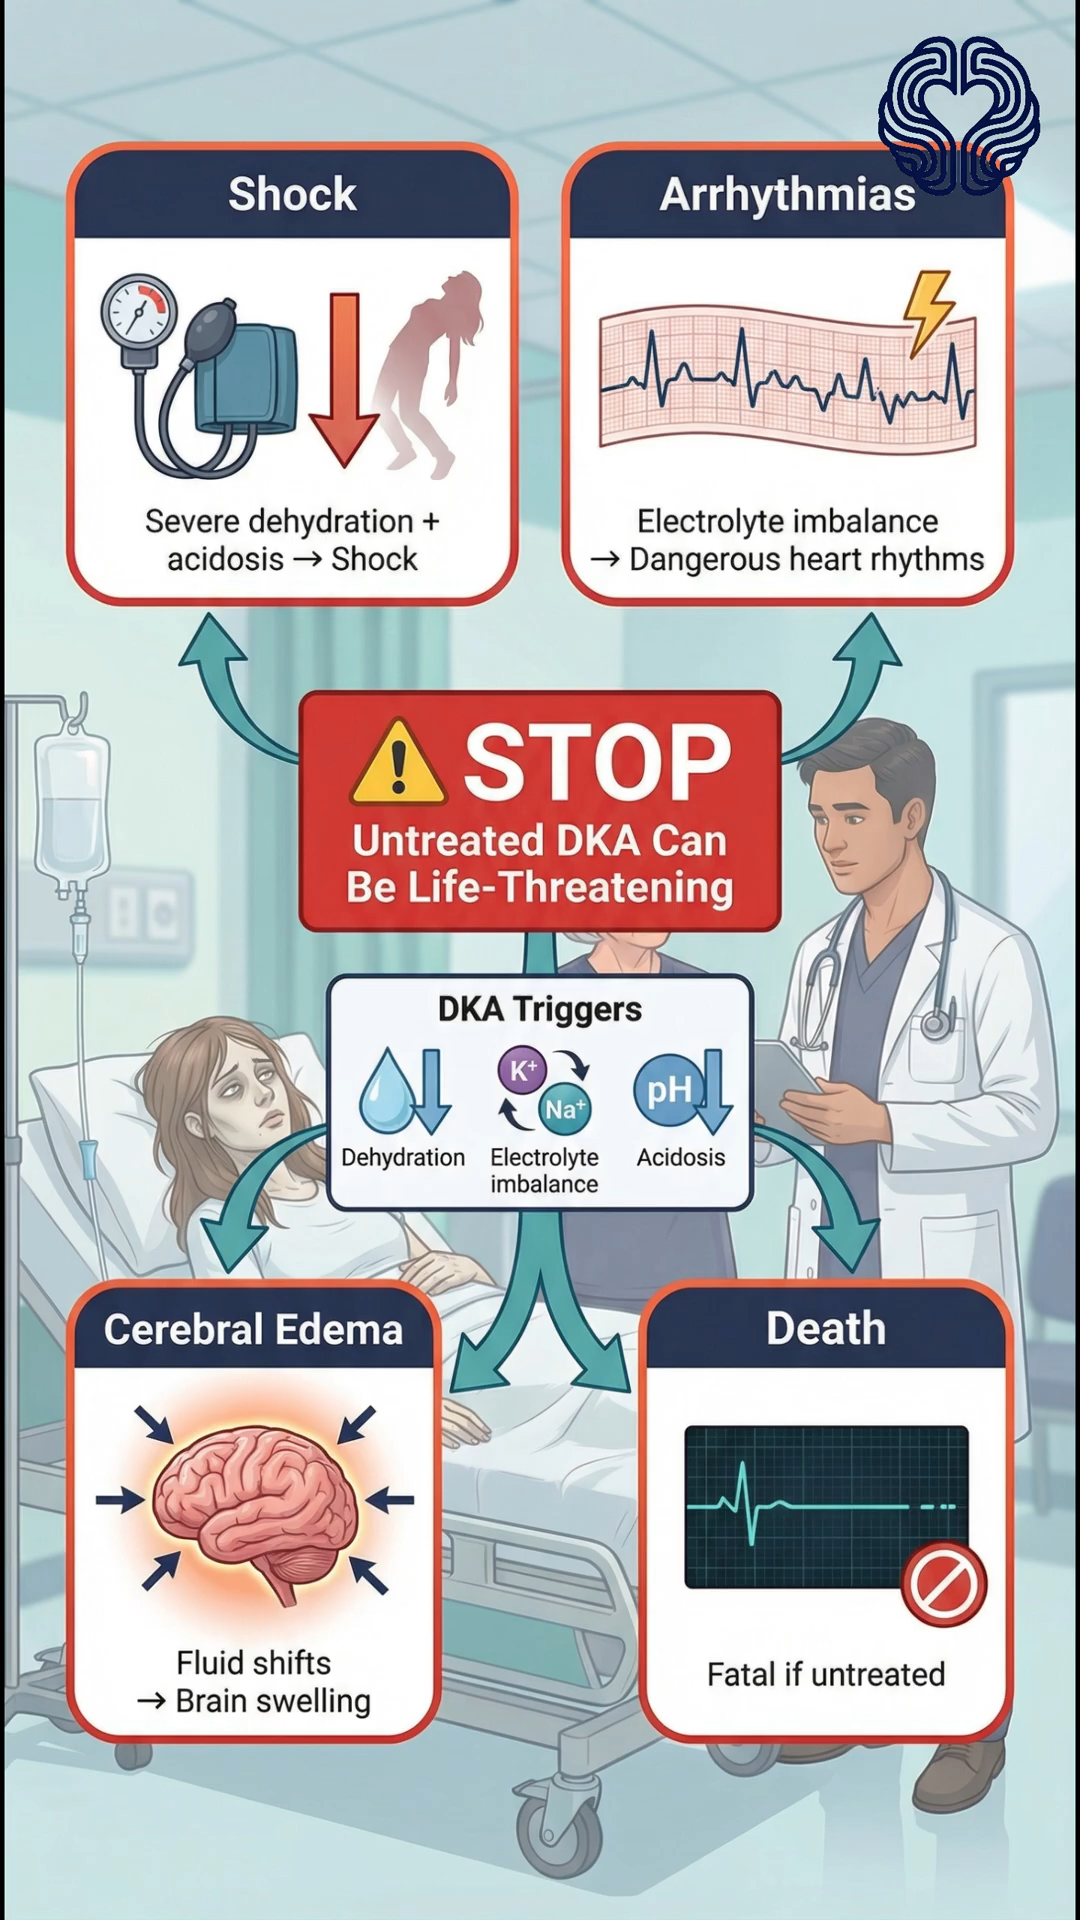 Shock
Severe dehydration +
acidosis → Shock
Arrhythmias
Electrolyte imbalance
→ Dangerous heart rhythms
STOP
Untreated DKA Can
Be Life-Threatening
DKA Triggers
Dehydration
K⁺
Na⁺
Electrolyte
imbalance
pH
Acidosis
Cerebral Edema
Fluid shifts
→ Brain swelling
Death
Fatal if untreated